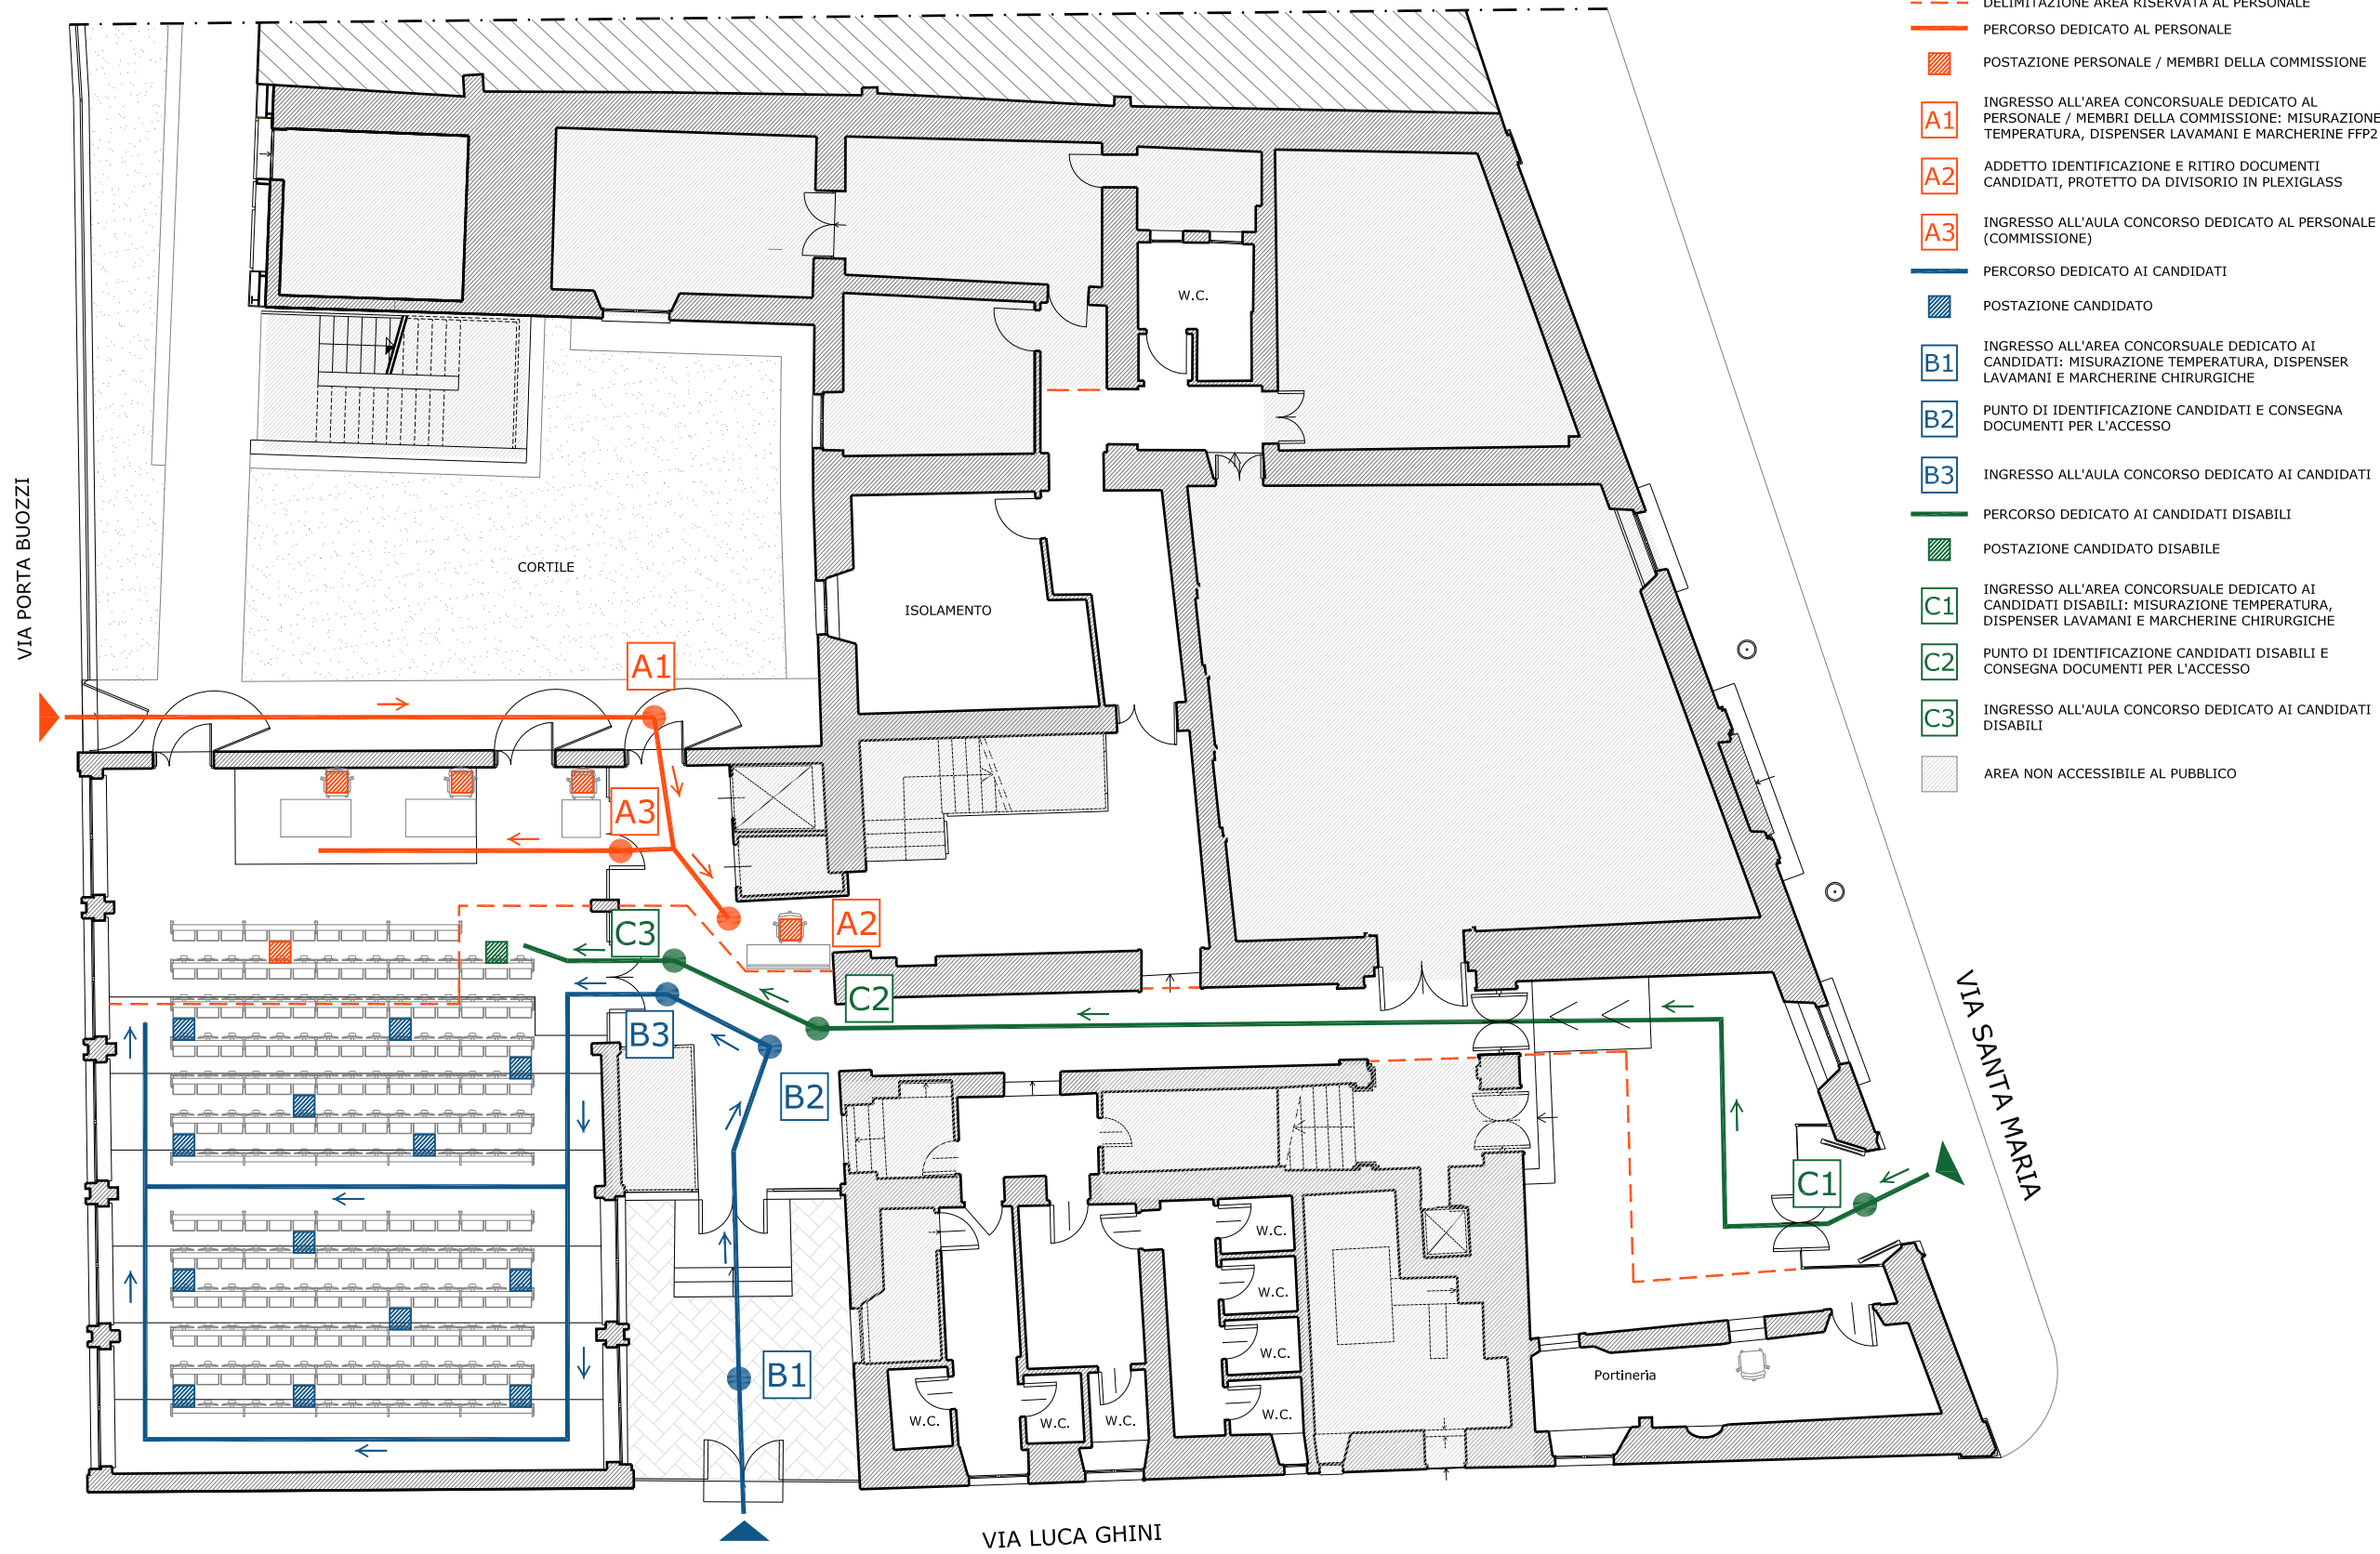 DELIMITAZIONE AREA RISERVATA AL PERSONALE
PERCORSO DEDICATO AL PERSONALE
POSTAZIONE PERSONALE / MEMBRI DELLA COMMISSIONE
A1
INGRESSO ALL'AREA CONCORSUALE DEDICATO AL
PERSONALE / MEMBRI DELLA COMMISSIONE: MISURAZIONE
TEMPERATURA, DISPENSER LAVAMANI E MARCHERINE FFP2
A2
ADDETTO IDENTIFICAZIONE E RITIRO DOCUMENTI
CANDIDATI, PROTETTO DA DIVISORIO IN PLEXIGLASS
A3
INGRESSO ALL'AULA CONCORSO DEDICATO AL PERSONALE
(COMMISSIONE)
PERCORSO DEDICATO AI CANDIDATI
POSTAZIONE CANDIDATO
B1
INGRESSO ALL'AREA CONCORSUALE DEDICATO AI
CANDIDATI: MISURAZIONE TEMPERATURA, DISPENSER
LAVAMANI E MARCHERINE CHIRURGICHE
B2
PUNTO DI IDENTIFICAZIONE CANDIDATI E CONSEGNA
DOCUMENTI PER L'ACCESSO
B3
INGRESSO ALL'AULA CONCORSO DEDICATO AI CANDIDATI
PERCORSO DEDICATO AI CANDIDATI DISABILI
POSTAZIONE CANDIDATO DISABILE
C1
INGRESSO ALL'AREA CONCORSUALE DEDICATO AI
CANDIDATI DISABILI: MISURAZIONE TEMPERATURA,
DISPENSER LAVAMANI E MARCHERINE CHIRURGICHE
C2
PUNTO DI IDENTIFICAZIONE CANDIDATI DISABILI E
CONSEGNA DOCUMENTI PER L'ACCESSO
C3
INGRESSO ALL'AULA CONCORSO DEDICATO AI CANDIDATI
DISABILI
AREA NON ACCESSIBILE AL PUBBLICO
W.C.
VIA PORTA BUOZZI
CORTILE
ISOLAMENTO
A1
A3
A2
C3
C2
B3
B2
VIA SANTA MARIA
C1
W.C.
W.C.
W.C.
W.C.
B1
Portineria
W.C.
W.C.
W.C.
VIA LUCA GHINI